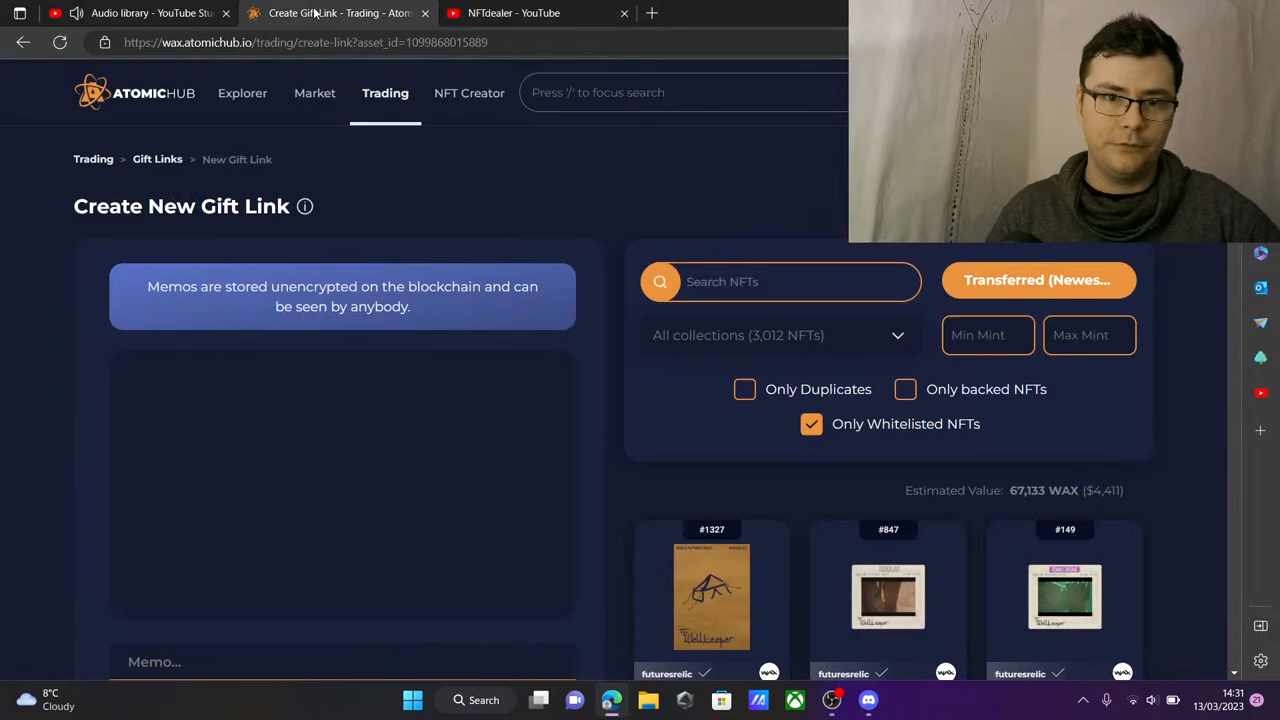 Audio library - YouTube Stu
Create Gift Link - Trading - Atom
Nftdealer - YouTube
https://wax.atomichub.io/trading/create-link?asset_id=1099868015889
ATOMICHUB
Explorer
Market
Trading
NFT Creator
Press '/' to focus search
Trading > Gift Links > New Gift Link
Create New Gift Link
Memos are stored unencrypted on the blockchain and can
be seen by anybody.
Memo...
Search NFTs
Transferred (Newes...
All collections (3,012 NFTs)
Min Mint
Max Mint
Only Duplicates
Only backed NFTs
Only Whitelisted NFTs
Estimated Value: 67,133 WAX ($4,411)
#1327
#847
#149
Wellkeeper
futuresrelic
futuresrelic
futuresrelic
8°C
Cloudy
Search
14:31
13/03/2023
21